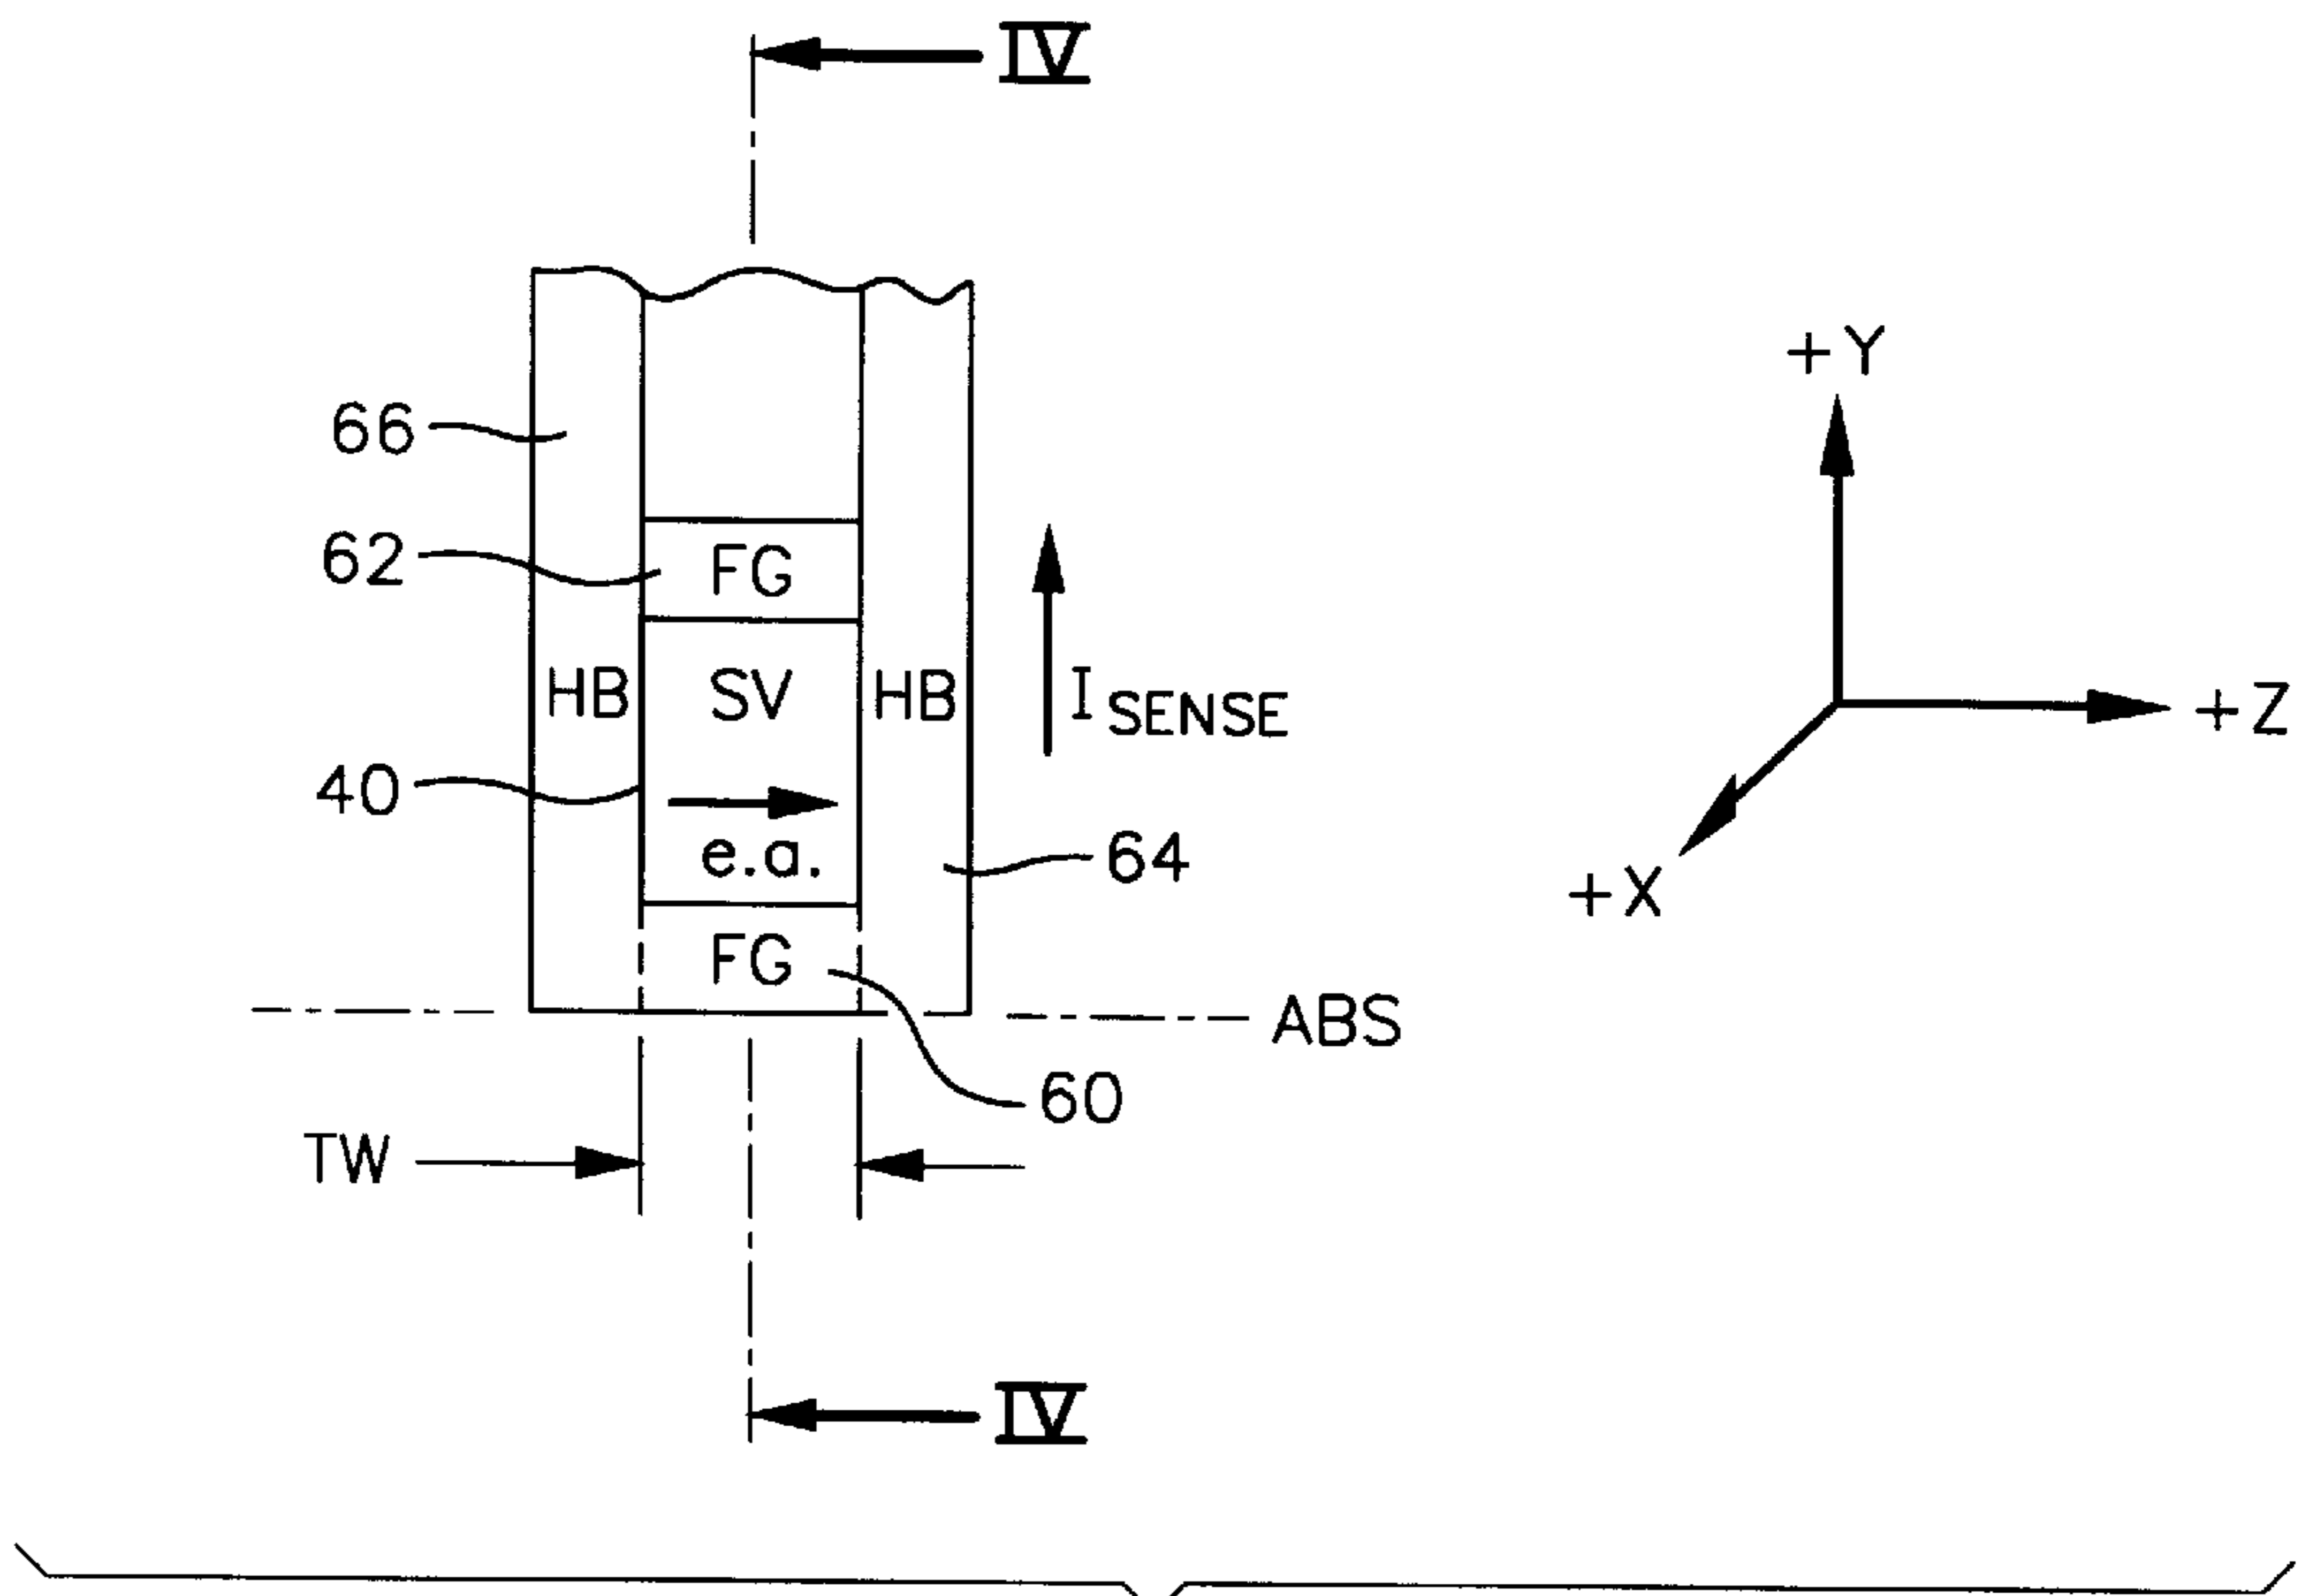 IV
+Y
66
62
FG
HB
SV
HB
I SENSE
+Z
40
e.a.
64
+X
FG
ABS
60
TW
IV